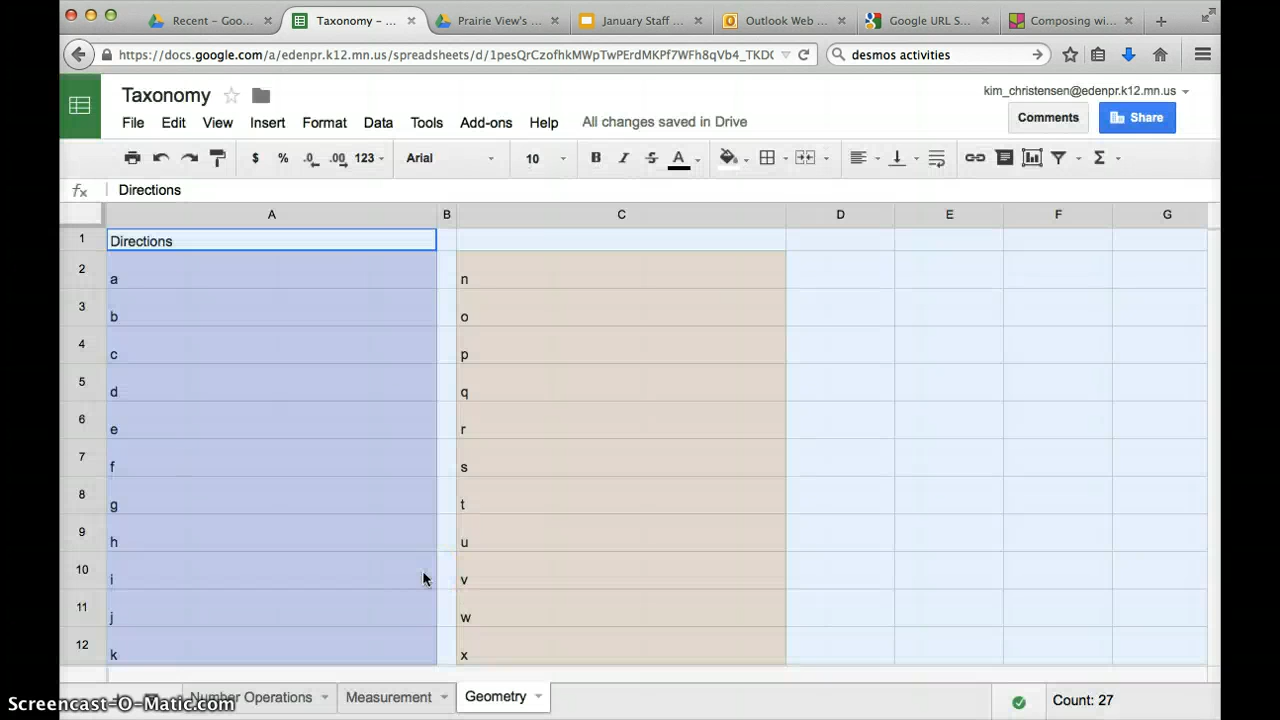 Recent – Goo...
Taxonomy – ...
Prairie View's ...
January Staff ...
Outlook Web ...
Google URL S...
Composing wi...
https://docs.google.com/a/edenpr.k12.mn.us/spreadsheets/d/1pesQrCzofhkMWpTwPErdMKPf7WFh8qVb4_TKD(
desmos activities
Taxonomy
kim_christensen@edenpr.k12.mn.us
File Edit View Insert Format Data Tools Add-ons Help All changes saved in Drive
Comments
Share
$ % .0 .00 123 Arial 10 B I S A Σ
fx Directions
A B C D E F G
1 Directions
2 a n
3 b o
4 c p
5 d q
6 e r
7 f s
8 g t
9 h u
10 i v
11 j w
12 k x
Number Operations Measurement Geometry Count: 27
Screencast-O-Matic.com